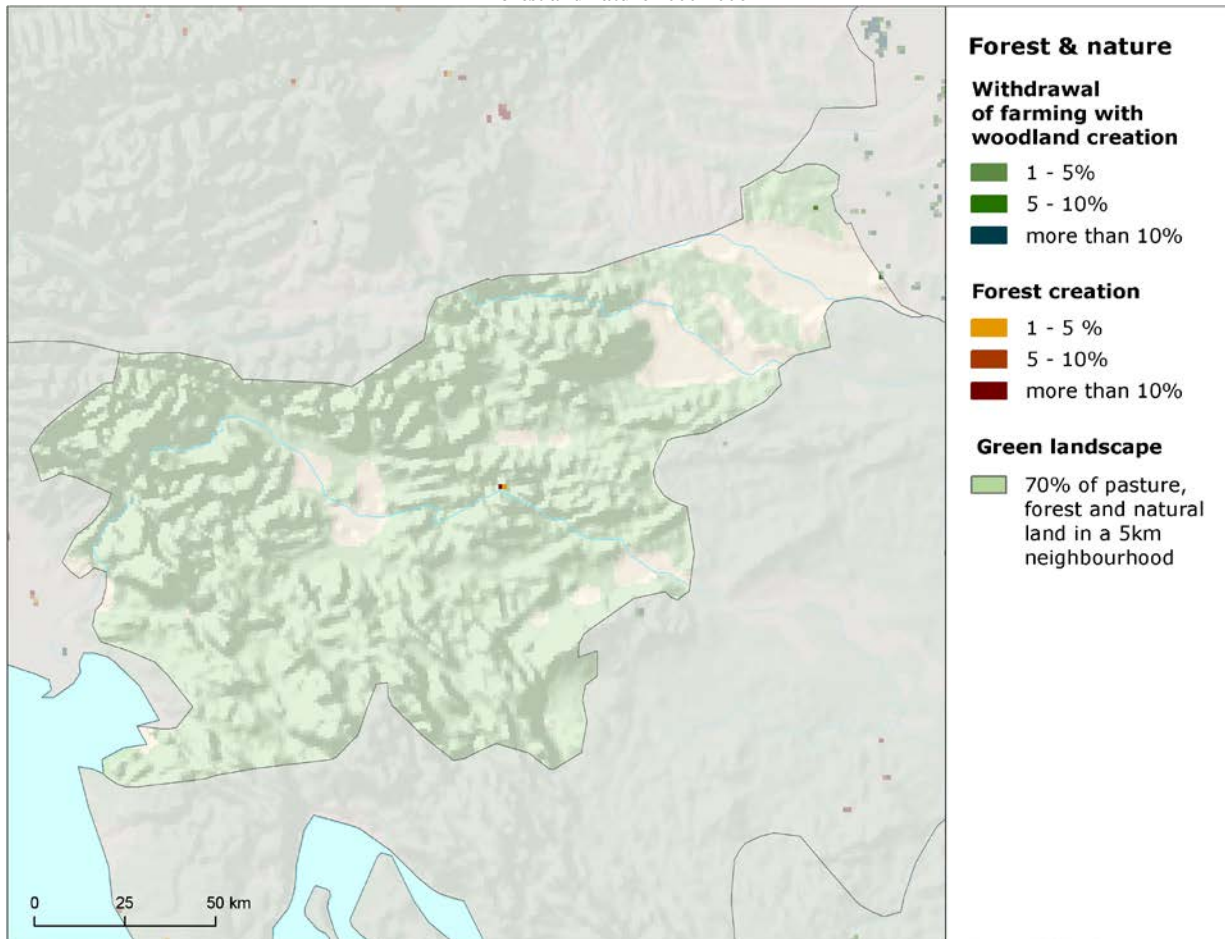 Forest & nature
Withdrawal
of farming with
woodland creation
1 - 5%
5 - 10%
more than 10%
Forest creation
1 - 5 %
5 - 10%
more than 10%
Green landscape
70% of pasture,
forest and natural
land in a 5km
neighbourhood
0 25 50 km